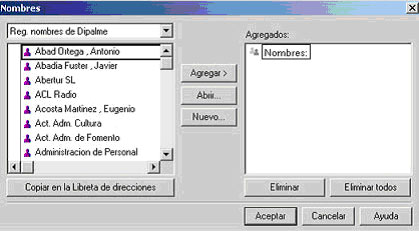 Nombres
Reg. nombres de Dipalme
Agregados:
Abad Ortega , Antonio
Abadia Fuster , Javier
Abertur SL
ACL Radio
Acosta Martinez , Eugenio
Act. Adm. Cultura
Act. Adm. de Fomento
Administracion de Personal
Agregar >
Abrir...
Nuevo...
Nombres:
Copiar en la Libreta de direcciones
Eliminar
Eliminar todos
Aceptar
Cancelar
Ayuda